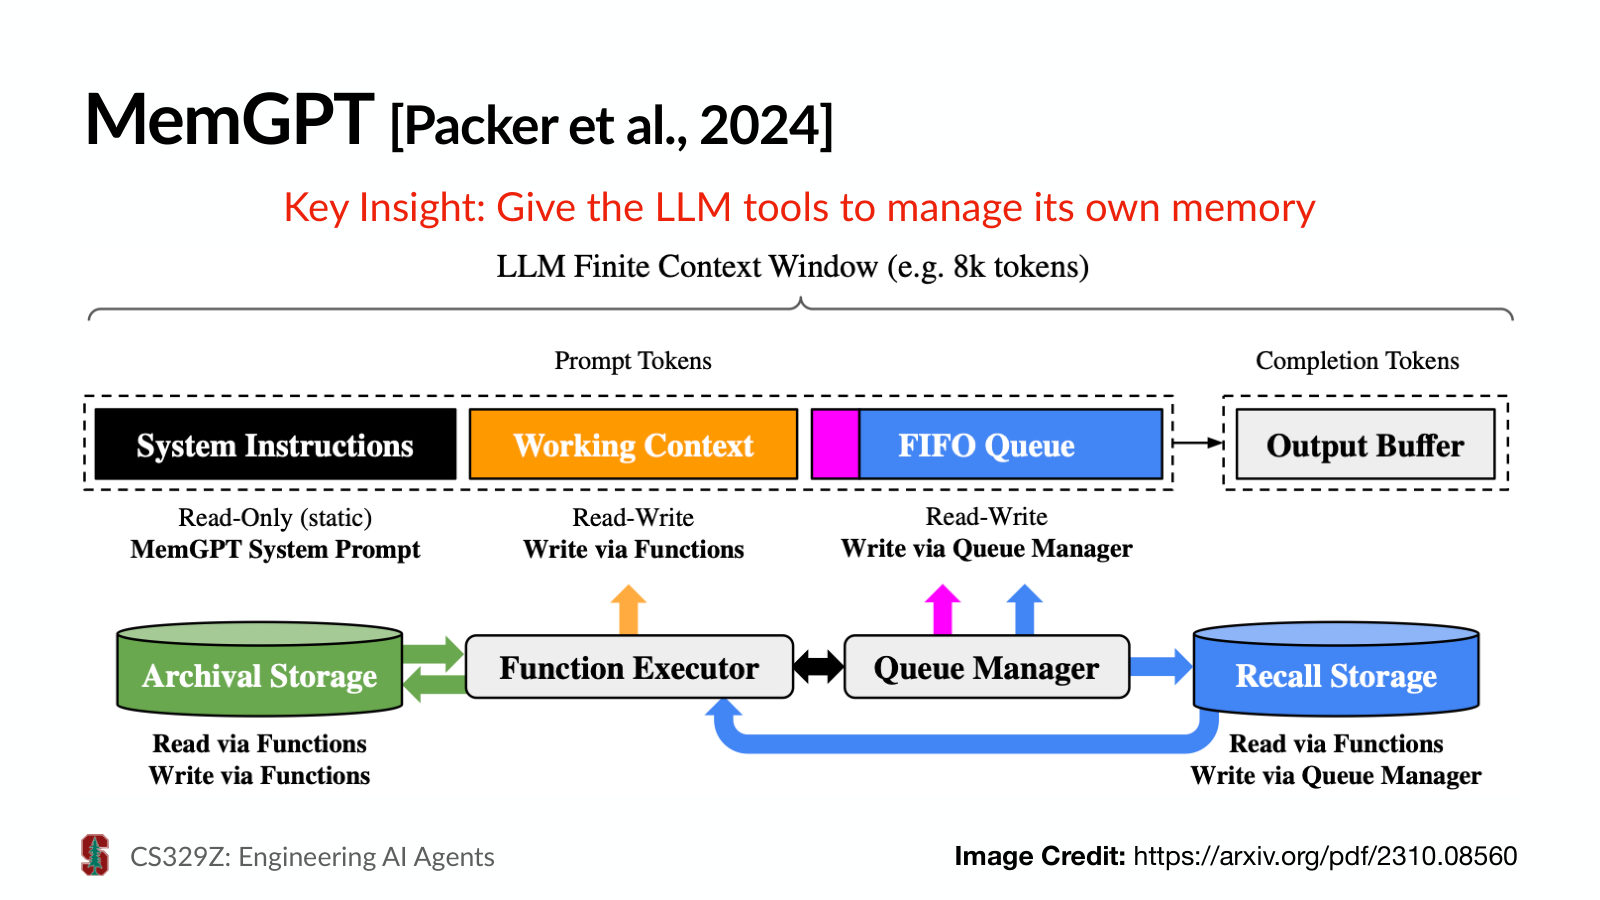 MemGPT [Packer et al., 2024]
Key Insight: Give the LLM tools to manage its own memory
LLM Finite Context Window (e.g. 8k tokens)
Prompt Tokens
Completion Tokens
System Instructions
Working Context
FIFO Queue
Output Buffer
Read-Only (static)
MemGPT System Prompt
Read-Write
Write via Functions
Read-Write
Write via Queue Manager
Archival Storage
Function Executor
Queue Manager
Recall Storage
Read via Functions
Write via Functions
Read via Functions
Write via Queue Manager
CS329Z: Engineering AI Agents
Image Credit: https://arxiv.org/pdf/2310.08560